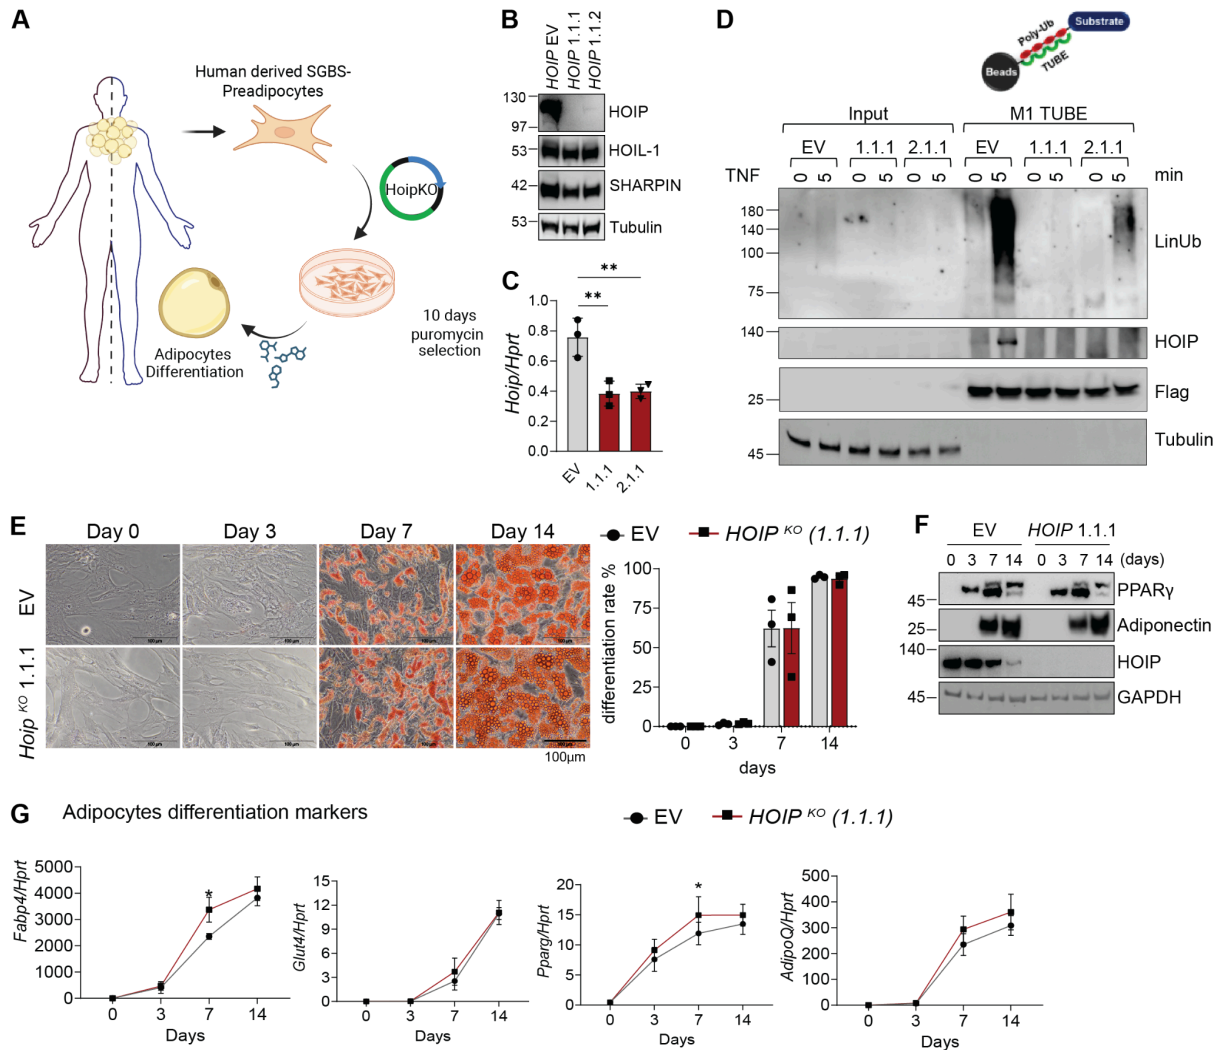 A
Human derived SGBS-
Preadipocytes
HoipKO
10 days
puromycin
selection
Adipocytes
Differentiation
B
HOIP EV
HOIP 1.1.1
HOIP 1.1.2
130
97
HOIP
53
HOIL-1
42
SHARPIN
53
Tubulin
C
**
**
Hoip/Hprt
1.0
0.8
0.6
0.4
0.2
0.0
EV
1.1.1
2.1.1
D
Beads
Poly-Ub
TUBE
Substrate
Input
M1 TUBE
EV 1.1.1 2.1.1 EV 1.1.1 2.1.1
TNF 0 5 0 5 0 5 0 5 0 5 0 5 min
180
140
100
75
LinUb
140
HOIP
25
Flag
45
Tubulin
E
Day 0 Day 3 Day 7 Day 14
EV
Hoip KO 1.1.1
100µm
EV
HOIP KO (1.1.1)
differentiation rate %
100
75
50
25
0
0 3 7 14
days
F
EV HOIP 1.1.1
0 3 7 14 0 3 7 14 (days)
45
PPARγ
25
Adiponectin
140
HOIP
45
GAPDH
G Adipocytes differentiation markers
EV
HOIP KO (1.1.1)
Fabp4/Hprt
5000
4000
3000
2000
1000
0
*
0 3 7 14
Days
Glut4/Hprt
15
12
9
6
3
0
0 3 7 14
Days
Pparg/Hprt
20
15
10
5
0
*
0 3 7 14
Days
AdipoQ/Hprt
500
400
300
200
100
0
0 3 7 14
Days